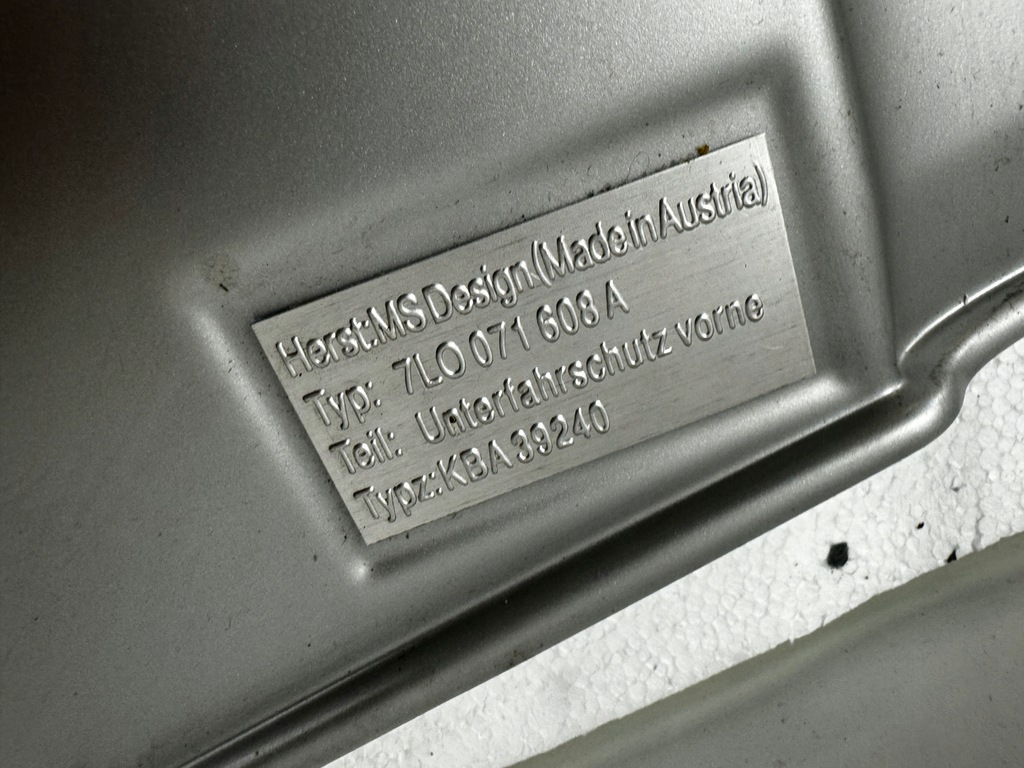 Herst:MS Design.(Made in Austria)
Typ: 7LO 071 608 A
Teil: Unterfahrschutz vorne
Typz:KBA 39240